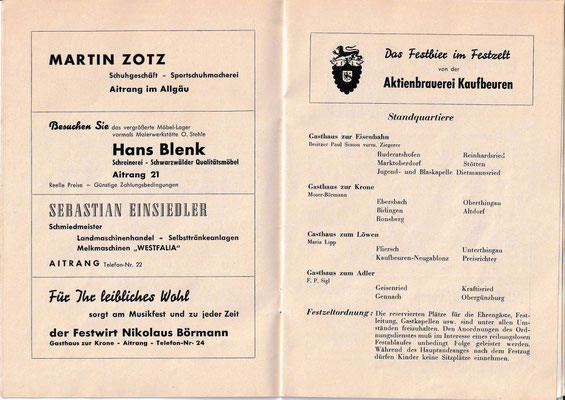 MARTIN ZOTZ
Schuhgeschäft - Sportschuhmacherei
Aitrang im Allgäu
Besuchen Sie das vergrößerte Möbel-Lager
vormals Malerwerkstätte O. Stehle
Hans Blenk
Schreinerei - Schwarzwälder Qualitätsmöbel
Aitrang 21
Reelle Preise - Günstige Zahlungsbedingungen
SEBASTIAN EINSIEDLER
Schmiedmeister
Landmaschinenhandel - Selbsttränkeanlagen
Melkmaschinen „WESTFALIA"
AITRANG Telefon-Nr. 22
Für Ihr leibliches Wohl
sorgt am Musikfest und zu jeder Zeit
der Festwirt Nikolaus Börmann
Gasthaus zur Krone - Aitrang - Telefon-Nr. 24
Das Festbier im Festzelt
von der
Aktienbrauerei Kaufbeuren
Standquartiere
Gasthaus zur Eisenbahn
Besitzer Paul Simon vorm. Ziegerer
Ruderatshofen Reinhardsried
Marktoberdorf Stötten
Jugend- und Blaskapelle Dietmannsried
Gasthaus zur Krone
Moser-Börmann
Ebersbach Oberthingau
Bidingen Altdorf
Ronsberg
Gasthaus zum Löwen
Maria Lipp
Fliersch Unterthingau
Kaufbeuren-Neugablonz Preisrichter
Gasthaus zum Adler
F. P. Sigl
Geisenried Kraftisried
Gennach Obergünzburg
Festzeltordnung: Die reservierten Plätze für die Ehrengäste, Fest-
leitung, Gastkapellen usw. sind unter allen Um-
ständen freizuhalten. Den Anordnungen des Ord-
nungsdienstes muß im Interesse eines reibungslosen
Festablaufes unbedingt Folge geleistet werden.
Während des Hauptandranges nach dem Festzug
dürfen Kinder keine Sitzplätze einnehmen.